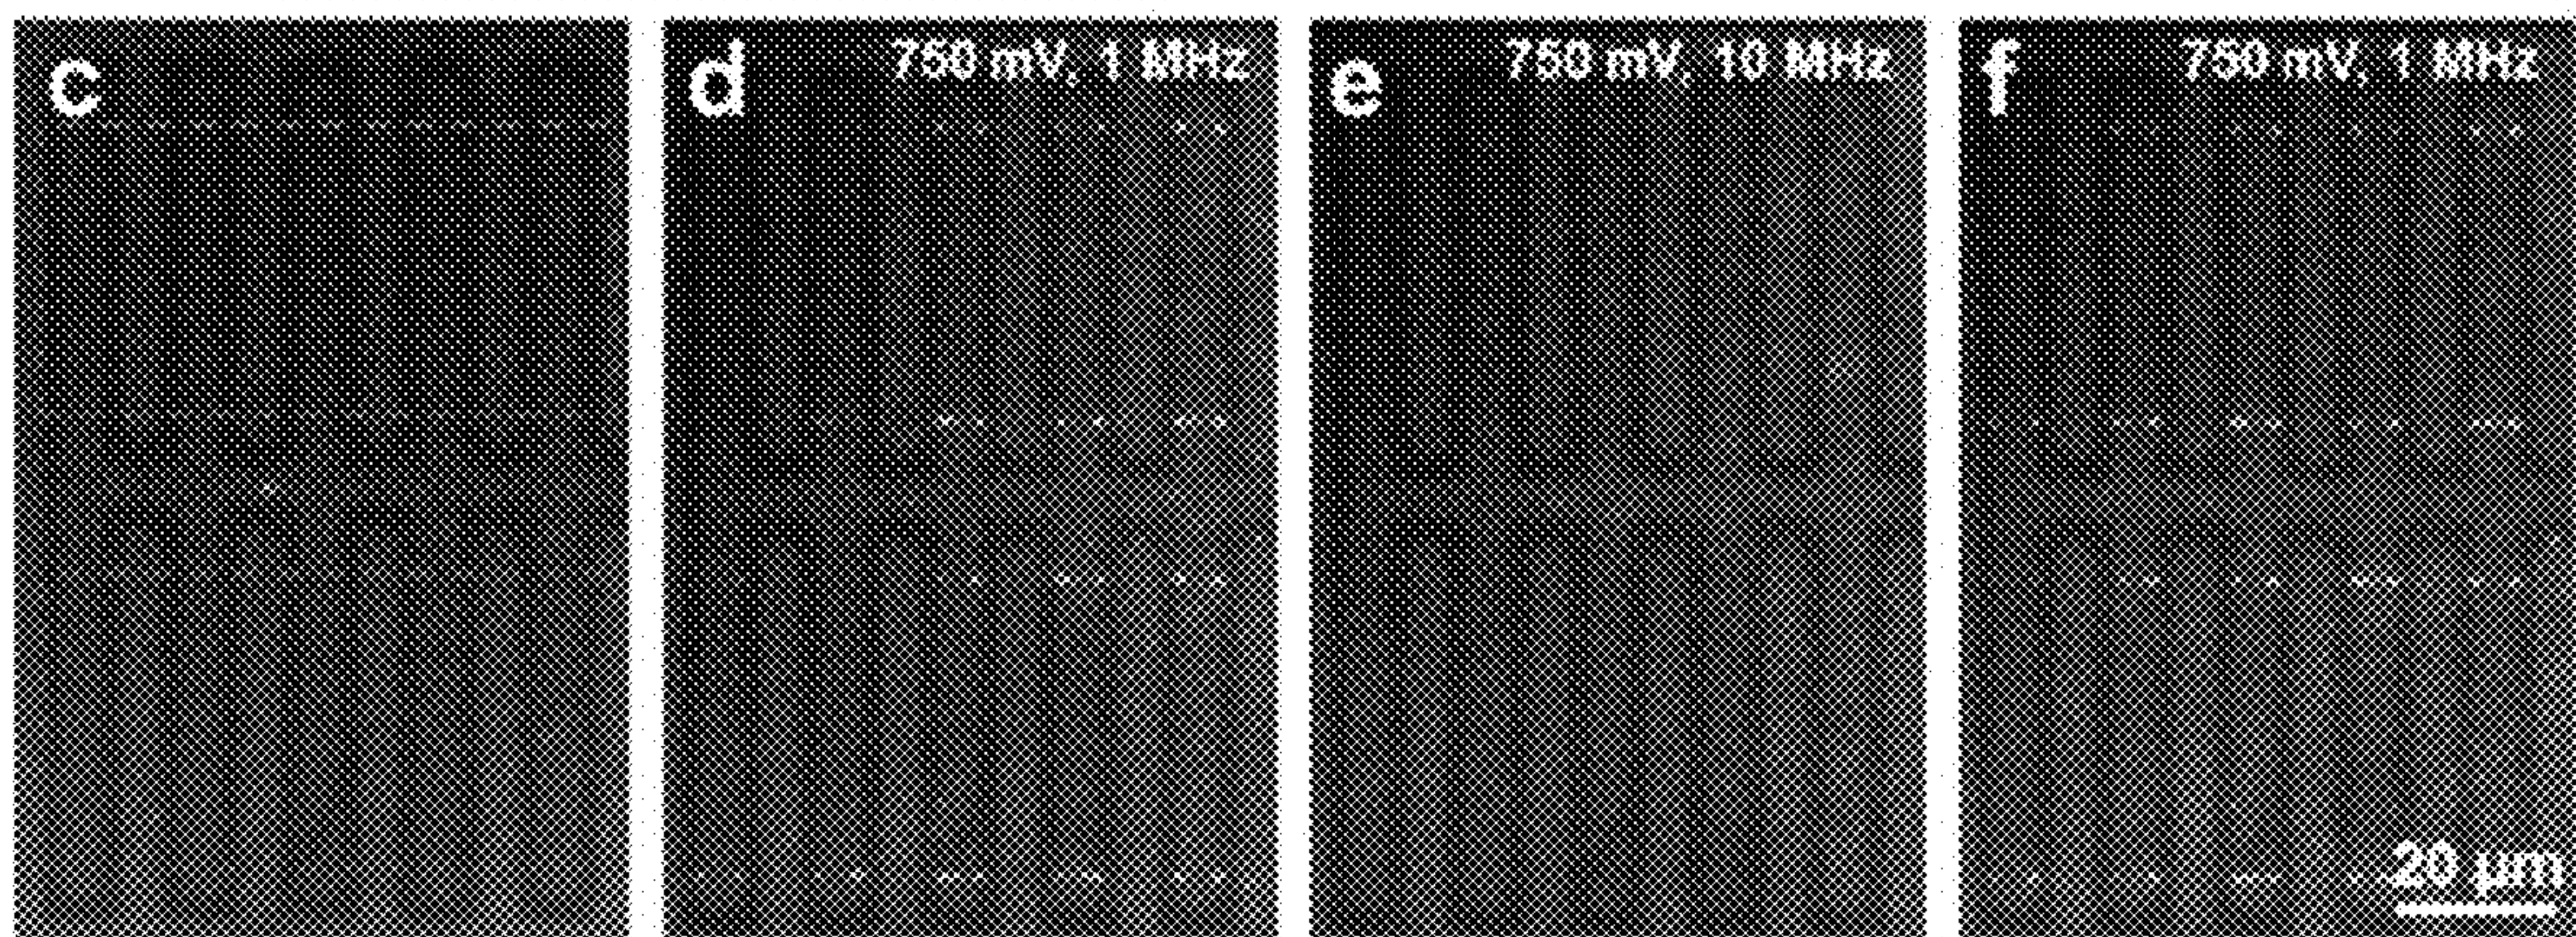 c
d 750 mV, 1 MHz
e 750 mV, 10 MHz
f 750 mV, 1 MHz
20 μm